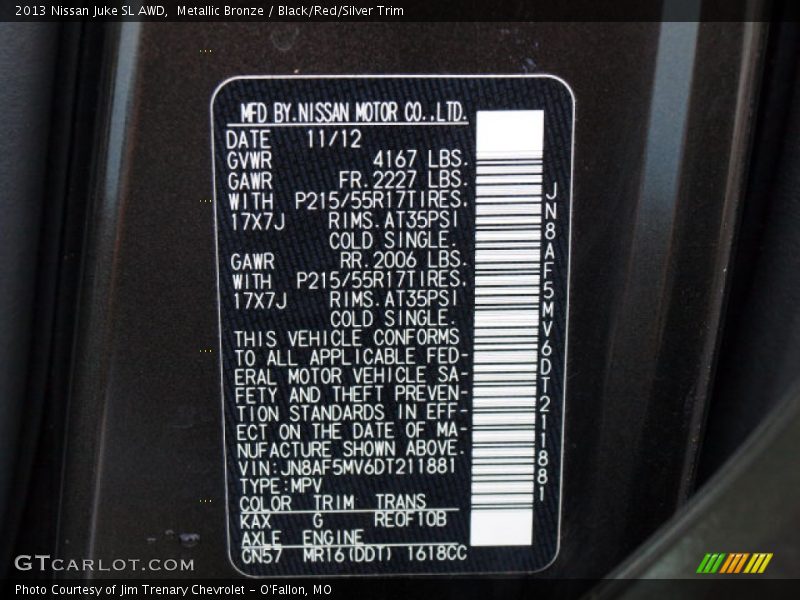 2013 Nissan Juke SL AWD,  Metallic Bronze / Black/Red/Silver Trim
MFD BY.NISSAN MOTOR CO.,LTD.
DATE 11/12
GVWR 4167 LBS.
GAWR FR.2227 LBS.
WITH P215/55R17TIRES.
17X7J RIMS.AT35PSI
COLD SINGLE.
GAWR RR.2006 LBS.
WITH P215/55R17TIRES.
17X7J RIMS.AT35PSI
COLD SINGLE.
THIS VEHICLE CONFORMS
TO ALL APPLICABLE FED-
ERAL MOTOR VEHICLE SA-
FETY AND THEFT PREVEN-
TION STANDARDS IN EFF-
ECT ON THE DATE OF MA-
NUFACTURE SHOWN ABOVE.
VIN:JN8AF5MV6DT211881
TYPE:MPV
COLOR TRIM TRANS
KAX G RE0F10B
AXLE ENGINE
CN57 MR16(DDT) 1618CC
JN8AF5MV6DT211881
GTCARLOT.COM
Photo Courtesy of Jim Trenary Chevrolet - O'Fallon, MO